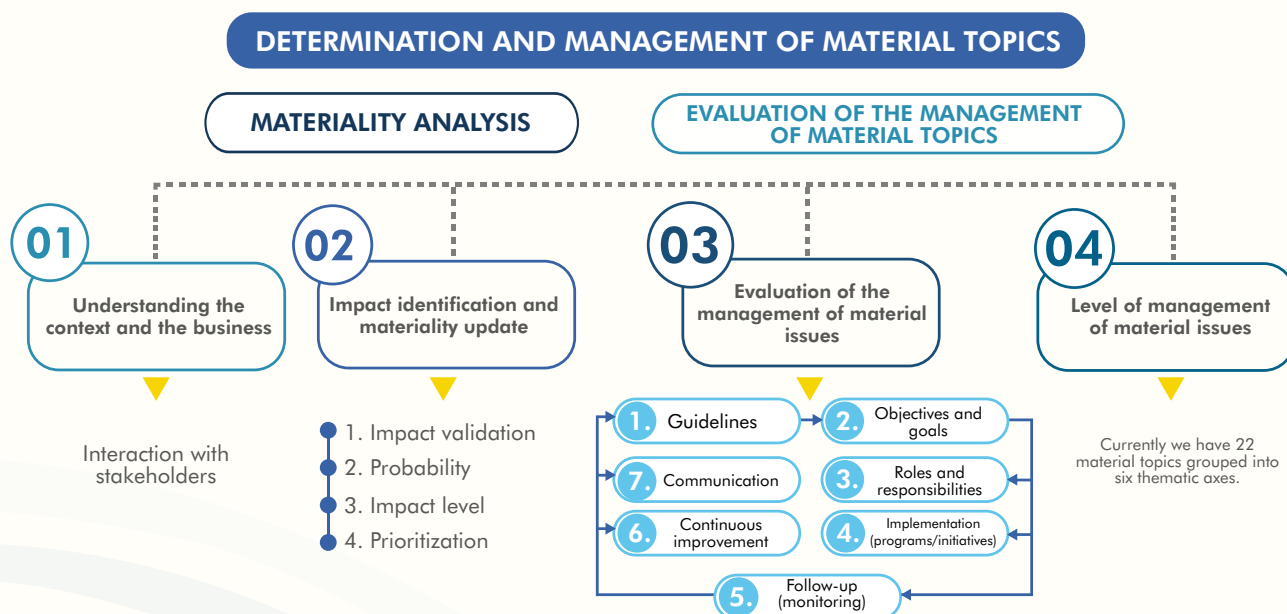 DETERMINATION AND MANAGEMENT OF MATERIAL TOPICS
MATERIALITY ANALYSIS
EVALUATION OF THE MANAGEMENT
OF MATERIAL TOPICS
01
Understanding the
context and the business
Interaction with
stakeholders
02
Impact identification and
materiality update
1. Impact validation
2. Probability
3. Impact level
4. Prioritization
03
Evaluation of the
management of material
issues
1. Guidelines
2. Objectives and
goals
3. Roles and
responsibilities
4. Implementation
(programs/initiatives)
5. Follow-up
(monitoring)
6. Continuous
improvement
7. Communication
04
Level of management
of material issues
Currently we have 22
material topics grouped into
six thematic axes.